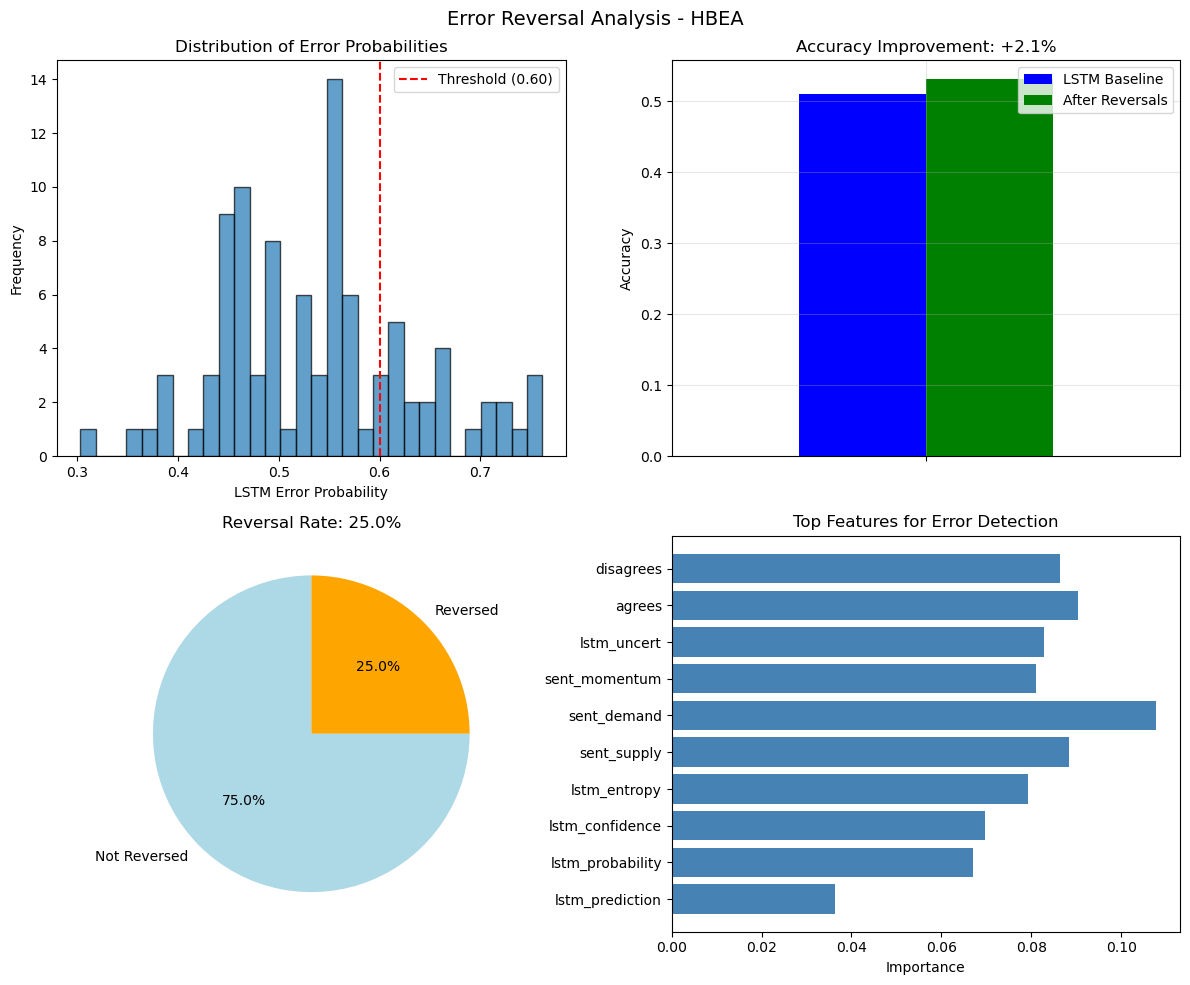 Error Reversal Analysis - HBEA
Distribution of Error Probabilities
Threshold (0.60)
Frequency
14
12
10
8
6
4
2
0
0.3 0.4 0.5 0.6 0.7
LSTM Error Probability
Accuracy Improvement: +2.1%
LSTM Baseline
After Reversals
Accuracy
0.5
0.4
0.3
0.2
0.1
0.0
Reversal Rate: 25.0%
Reversed
25.0%
75.0%
Not Reversed
Top Features for Error Detection
disagrees
agrees
lstm_uncert
sent_momentum
sent_demand
sent_supply
lstm_entropy
lstm_confidence
lstm_probability
lstm_prediction
0.00 0.02 0.04 0.06 0.08 0.10
Importance